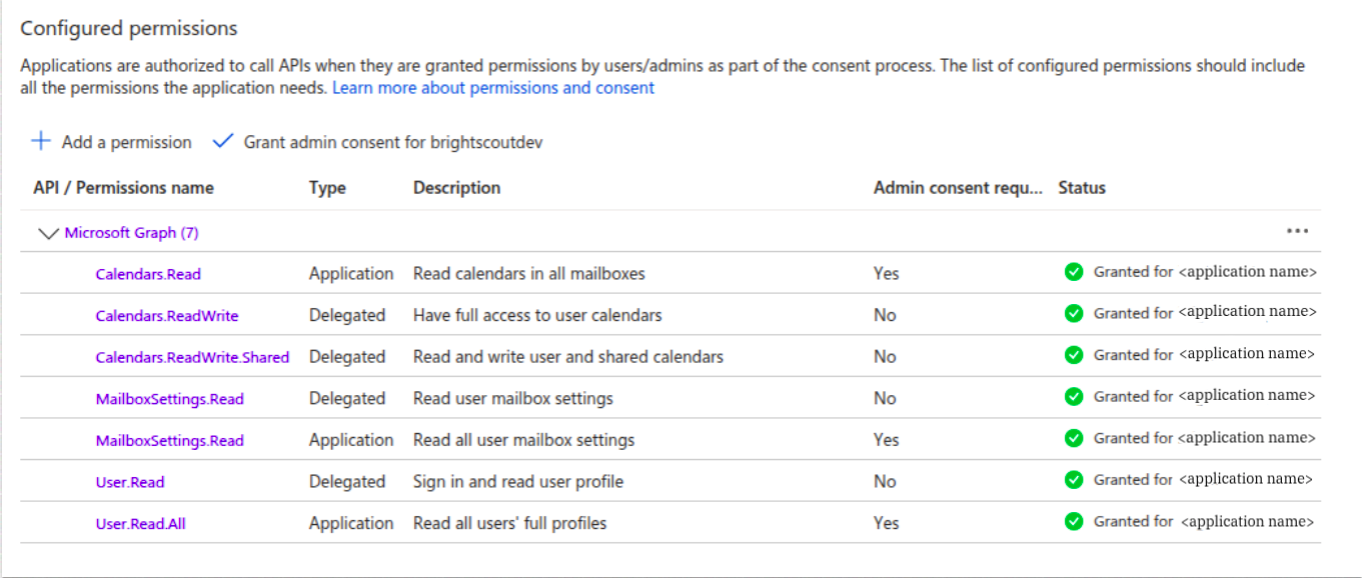 Configured permissions
Applications are authorized to call APIs when they are granted permissions by users/admins as part of the consent process. The list of configured permissions should include
all the permissions the application needs. Learn more about permissions and consent
Add a permission Grant admin consent for brightscoutdev
API / Permissions name Type Description Admin consent requ... Status
Microsoft Graph (7) ...
Calendars.Read Application Read calendars in all mailboxes Yes Granted for <application name>
Calendars.ReadWrite Delegated Have full access to user calendars No Granted for <application name>
Calendars.ReadWrite.Shared Delegated Read and write user and shared calendars No Granted for <application name>
MailboxSettings.Read Delegated Read user mailbox settings No Granted for <application name>
MailboxSettings.Read Application Read all user mailbox settings Yes Granted for <application name>
User.Read Delegated Sign in and read user profile No Granted for <application name>
User.Read.All Application Read all users' full profiles Yes Granted for <application name>